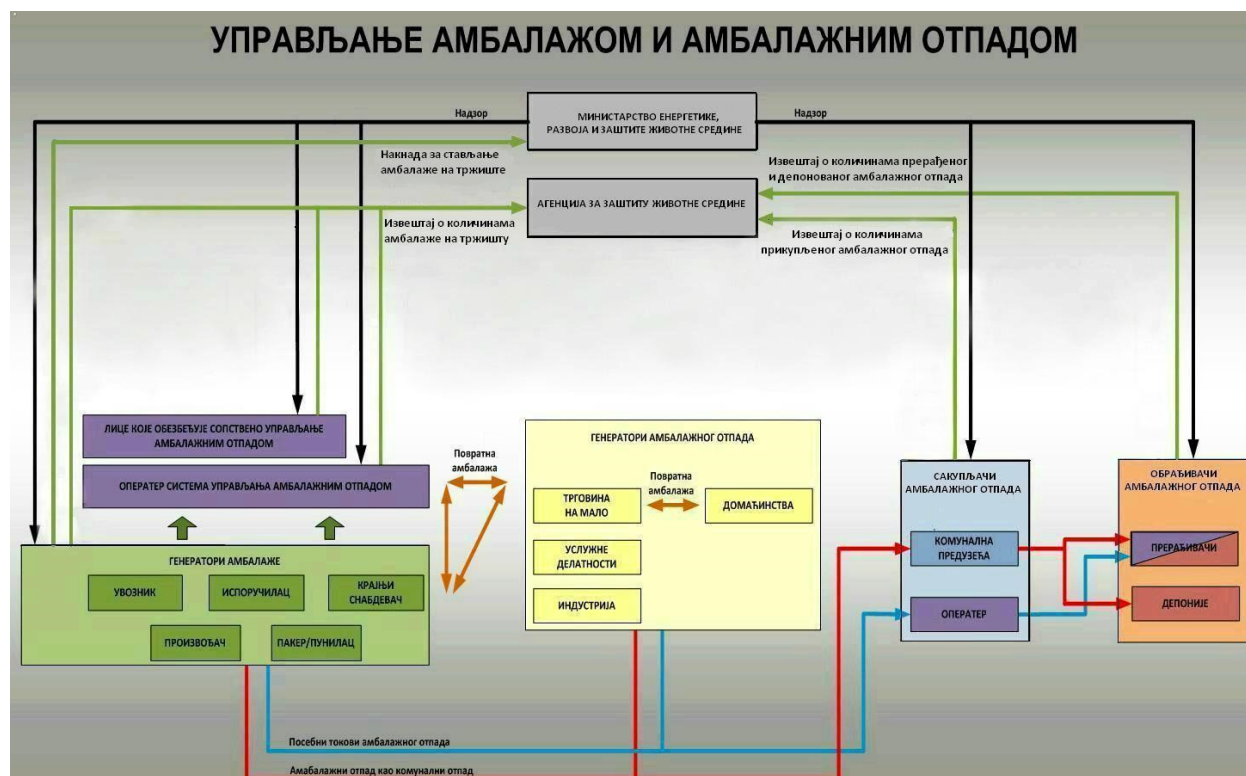 УПРАВЉАЊЕ АМБАЛАЖОМ И АМБАЛАЖНИМ ОТПАДОМ
Надзор
МИНИСТАРСТВО ЕНЕРГЕТИКЕ,
РАЗВОЈА И ЗАШТИТЕ ЖИВОТНЕ СРЕДИНЕ
Надзор
Накнада за стављање
амбалаже на тржиште
Извештај о количинама прерађеног
и депонованог амбалажног отпада
АГЕНЦИЈА ЗА ЗАШТИТУ ЖИВОТНЕ СРЕДИНЕ
Извештај о количинама
амбалаже на тржишту
Извештај о количинама
прикупљеног амбалажног отпада
ЛИЦЕ КОЈЕ ОБЕЗБЕЂУЈЕ СОПСТВЕНО УПРАВЉАЊЕ
АМБАЛАЖНИМ ОТПАДОМ
ОПЕРАТЕР СИСТЕМА УПРАВЉАЊА АМБАЛАЖНИМ ОТПАДОМ
Повратна
амбалажа
ГЕНЕРАТОРИ АМБАЛАЖЕ
УВОЗНИК
ИСПОРУЧИЛАЦ
КРАЈЊИ
СНАБДЕВАЧ
ПРОИЗВОЂАЧ
ПАКЕР/ПУНИЛАЦ
ГЕНЕРАТОРИ АМБАЛАЖНОГ ОТПАДА
ТРГОВИНА
НА МАЛО
Повратна
амбалажа
ДОМАЋИНСТВА
УСЛУЖНЕ
ДЕЛАТНОСТИ
ИНДУСТРИЈА
САКУПЉАЧИ
АМБАЛАЖНОГ ОТПАДА
КОМУНАЛНА
ПРЕДУЗЕЋА
ОПЕРАТЕР
ОБРАЂИВАЧИ
АМБАЛАЖНОГ ОТПАДА
ПРЕРАЂИВАЧИ
ДЕПОНИЈЕ
Посебни токови амбалажног отпада
Амабалажни отпад као комунални отпад